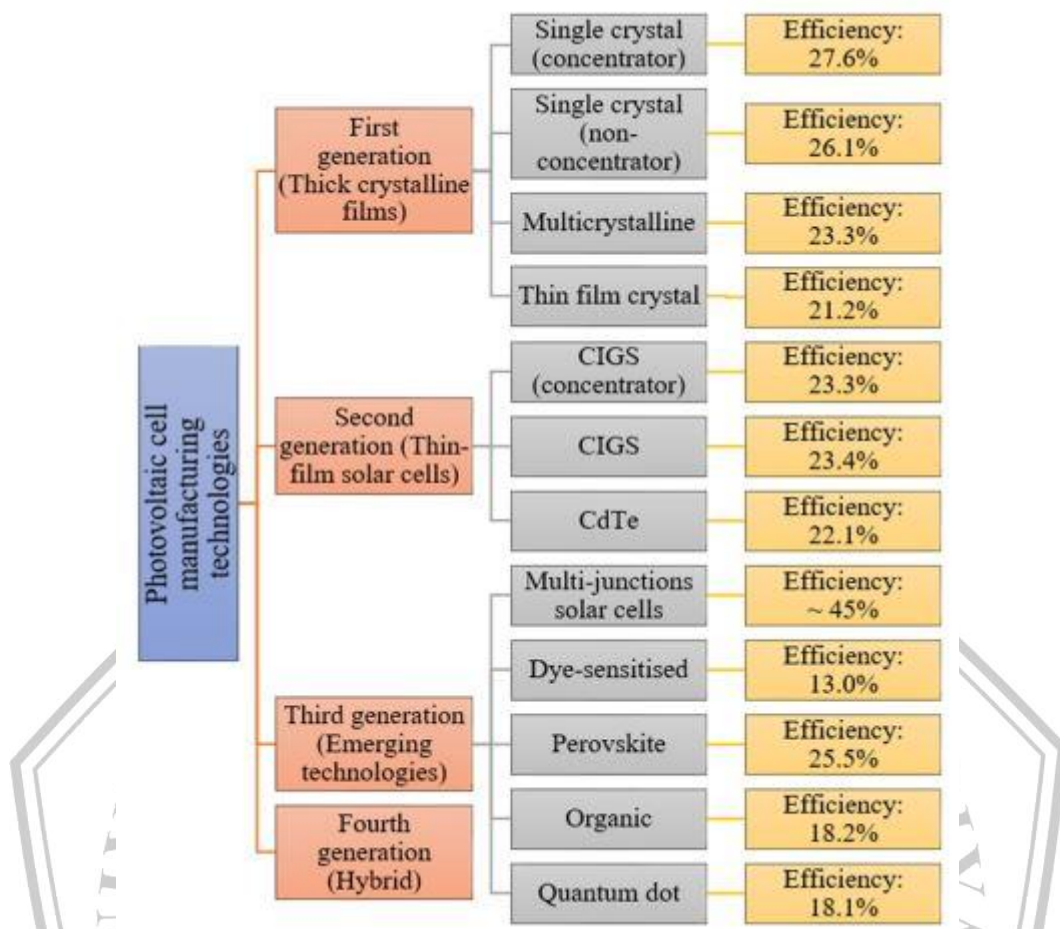 Photovoltaic cell
manufacturing
technologies
First
generation
(Thick crystalline
films)
Single crystal
(concentrator)
Efficiency:
27.6%
Single crystal
(non-
concentrator)
Efficiency:
26.1%
Multicrystalline
Efficiency:
23.3%
Thin film crystal
Efficiency:
21.2%
Second
generation (Thin-
film solar cells)
CIGS
(concentrator)
Efficiency:
23.3%
CIGS
Efficiency:
23.4%
CdTe
Efficiency:
22.1%
Third generation
(Emerging
technologies)
Multi-junctions
solar cells
Efficiency:
~ 45%
Dye-sensitised
Efficiency:
13.0%
Perovskite
Efficiency:
25.5%
Organic
Efficiency:
18.2%
Quantum dot
Efficiency:
18.1%
Fourth
generation
(Hybrid)